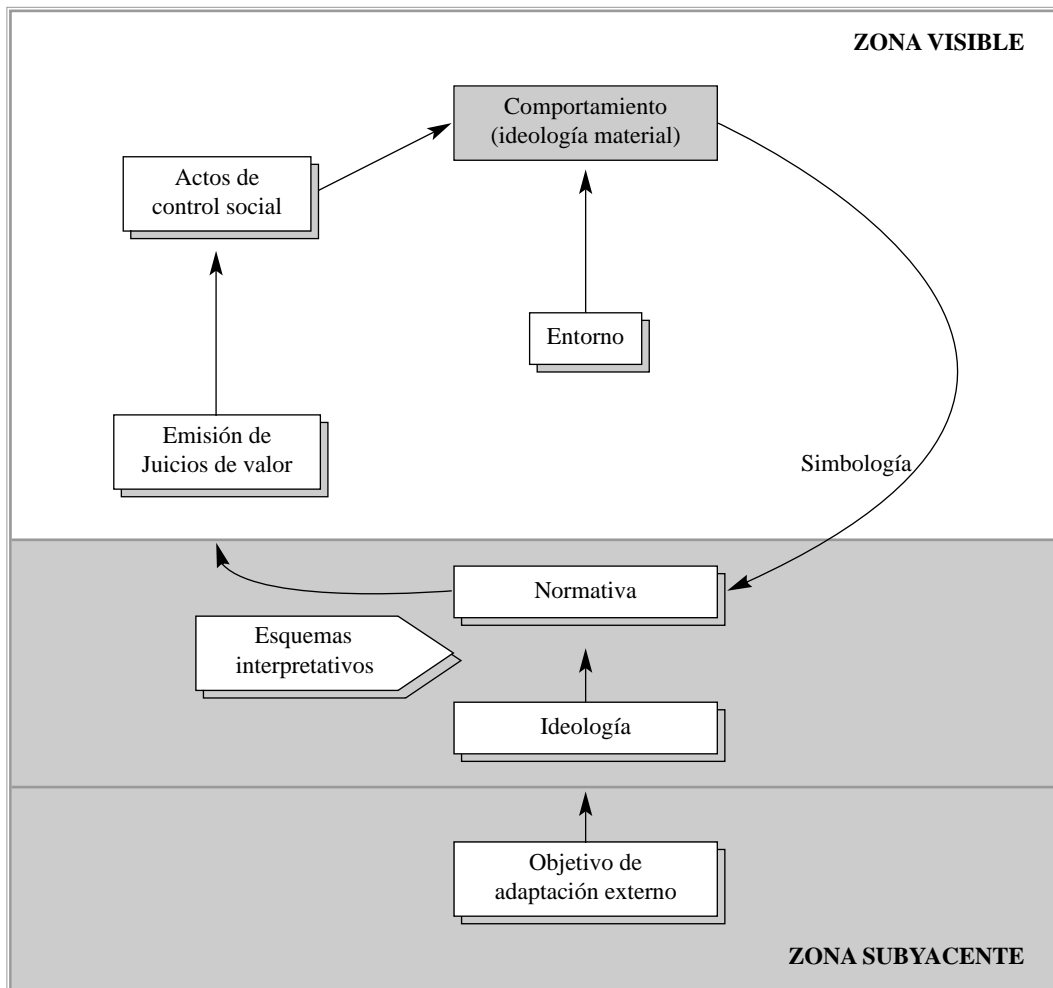 ZONA VISIBLE
Comportamiento
(ideología material)
Actos de
control social
Entorno
Emisión de
Juicios de valor
Simbología
Normativa
Esquemas
interpretativos
Ideología
Objetivo de
adaptación externo
ZONA SUBYACENTE